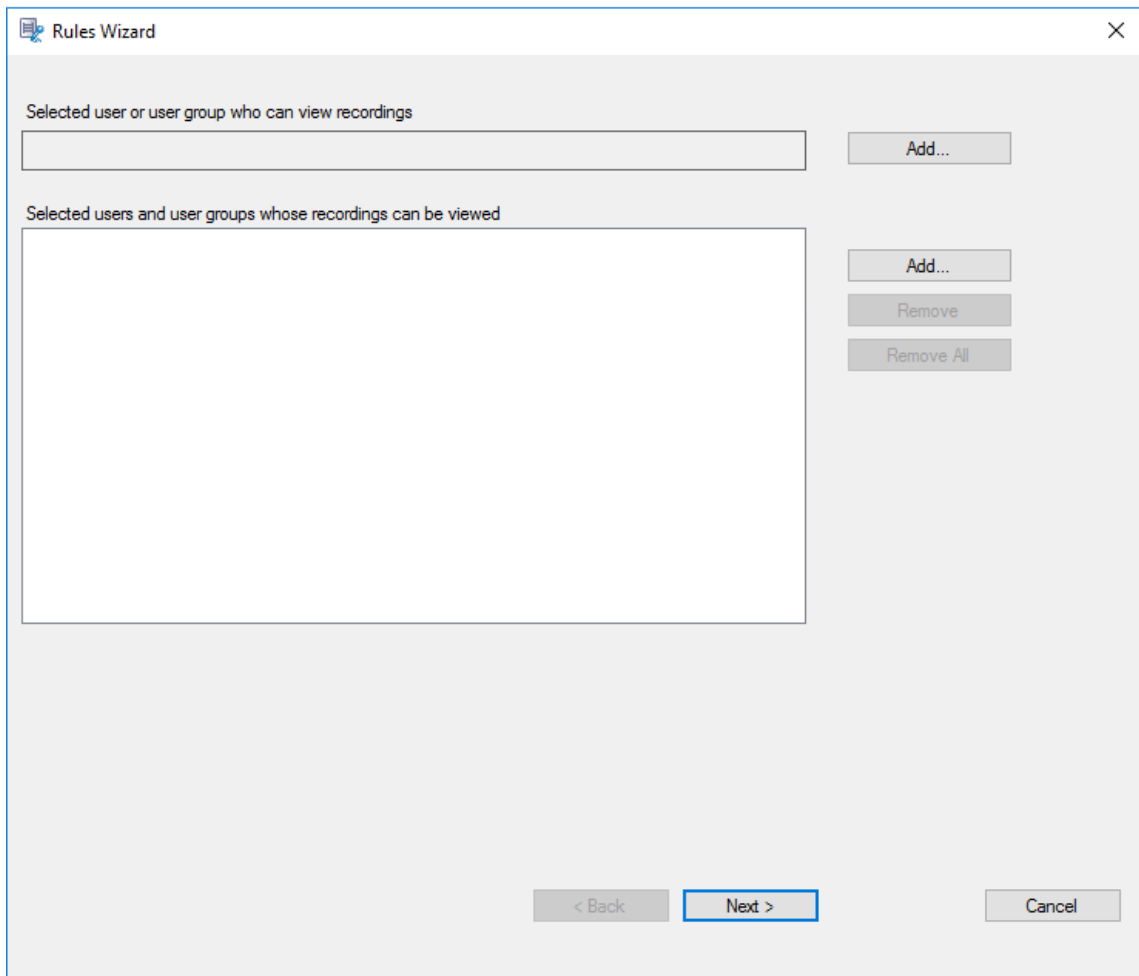 Rules Wizard
Selected user or user group who can view recordings
Add...
Selected users and user groups whose recordings can be viewed
Add...
Remove
Remove All
< Back
Next >
Cancel